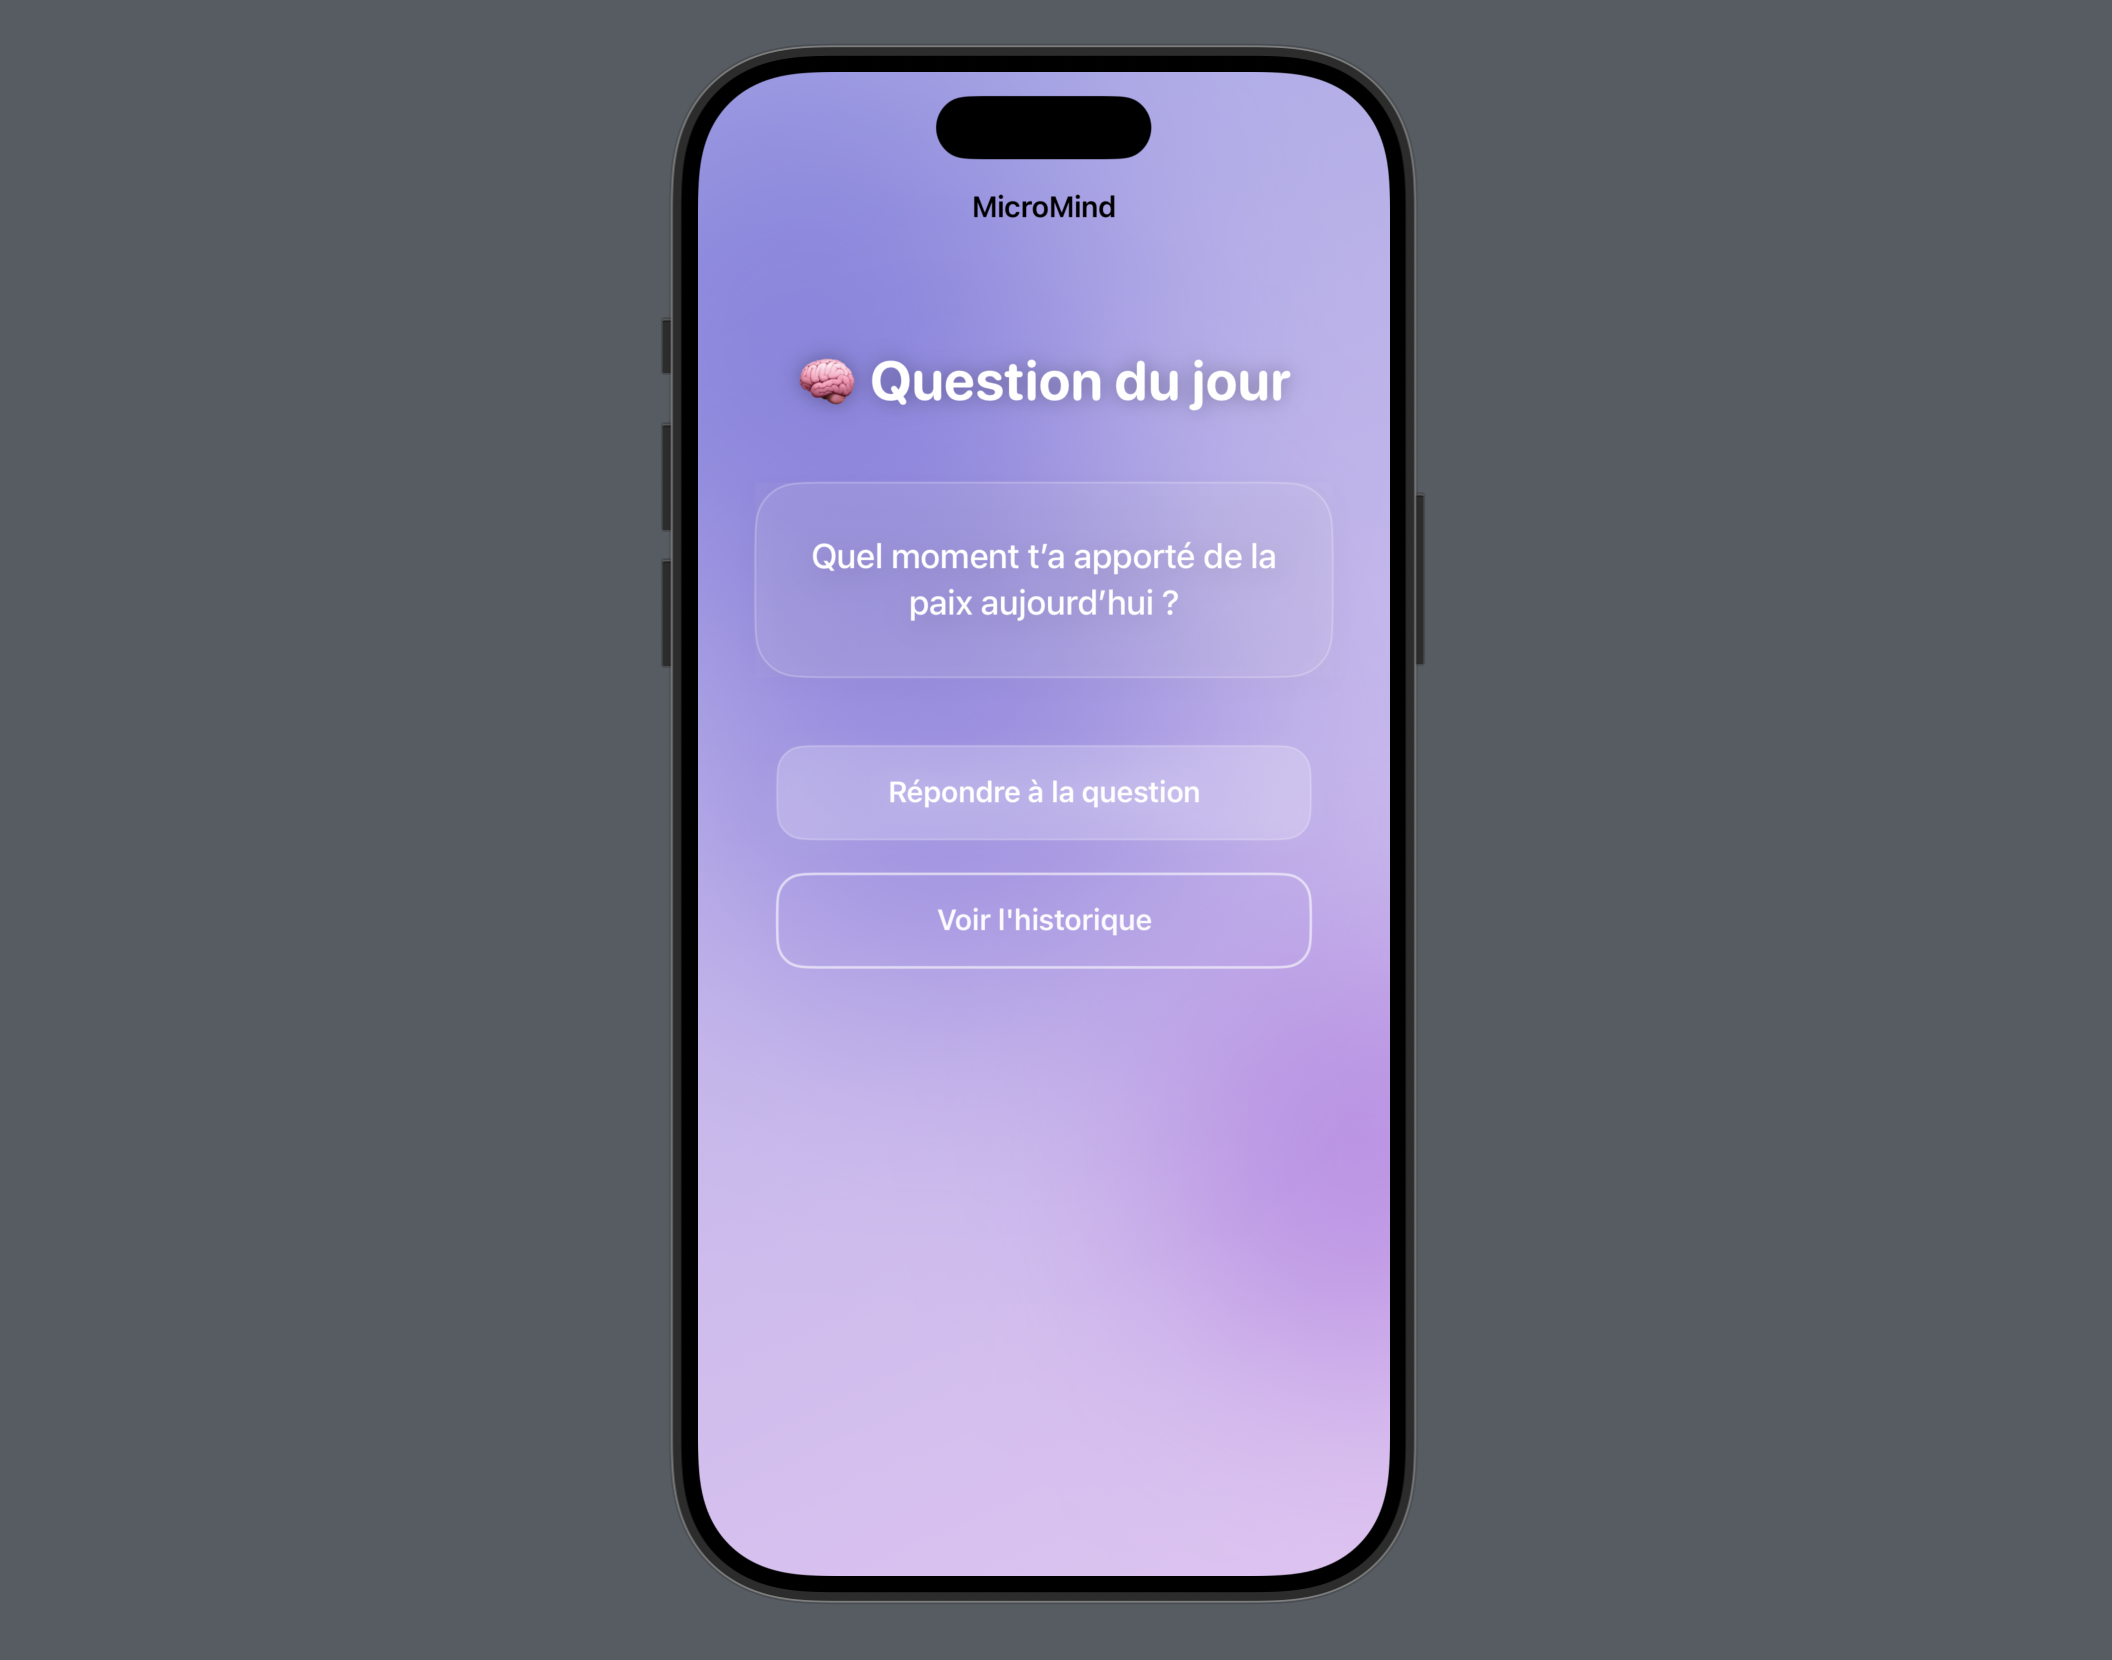 MicroMind
🧠 Question du jour
Quel moment t’a apporté de la
paix aujourd’hui ?
Répondre à la question
Voir l'historique